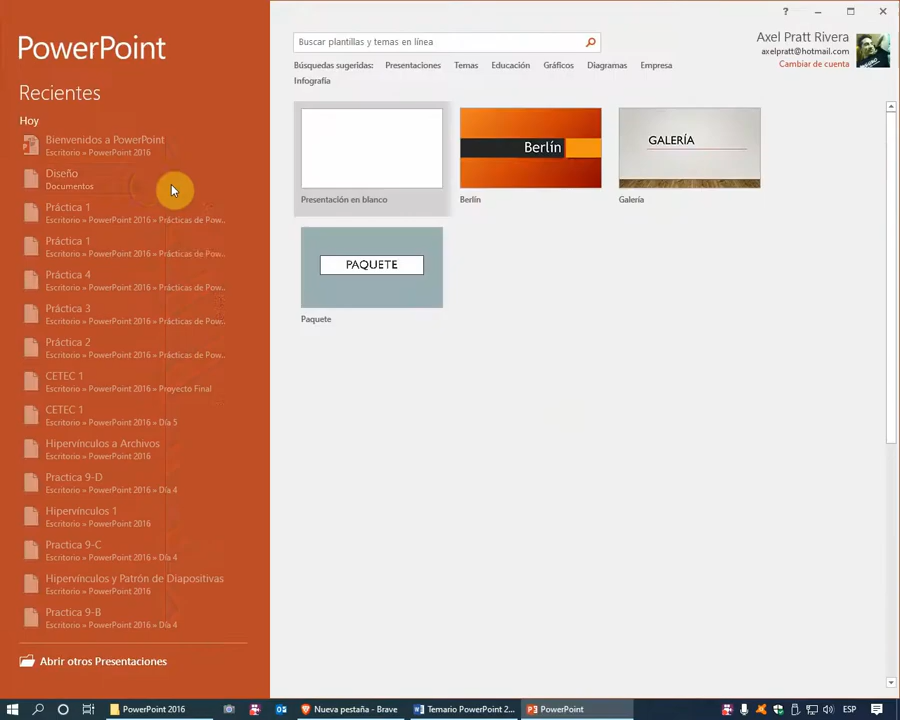 PowerPoint
Recientes
Hoy
Bienvenidos a PowerPoint
Escritorio » PowerPoint 2016
Diseño
Documentos
Práctica 1
Escritorio » PowerPoint 2016 » Prácticas de Pow...
Práctica 1
Escritorio » PowerPoint 2016 » Prácticas de Pow...
Práctica 4
Escritorio » PowerPoint 2016 » Prácticas de Pow...
Práctica 3
Escritorio » PowerPoint 2016 » Prácticas de Pow...
Práctica 2
Escritorio » PowerPoint 2016 » Prácticas de Pow...
CETEC 1
Escritorio » PowerPoint 2016 » Proyecto Final
CETEC 1
Escritorio » PowerPoint 2016 » Día 5
Hipervínculos a Archivos
Escritorio » PowerPoint 2016
Practica 9-D
Escritorio » PowerPoint 2016 » Día 4
Hipervínculos 1
Escritorio » PowerPoint 2016
Practica 9-C
Escritorio » PowerPoint 2016 » Día 4
Hipervínculos y Patrón de Diapositivas
Escritorio » PowerPoint 2016
Practica 9-B
Escritorio » PowerPoint 2016 » Día 4
Abrir otros Presentaciones
?
Buscar plantillas y temas en línea
Axel Pratt Rivera
axelpratt@hotmail.com
Cambiar de cuenta
Búsquedas sugeridas: Presentaciones Temas Educación Gráficos Diagramas Empresa
Infografía
Berlín
GALERÍA
Presentación en blanco
Berlín
Galería
PAQUETE
Paquete
PowerPoint 2016
Nueva pestaña - Brave
Temario PowerPoint 2...
PowerPoint
ESP